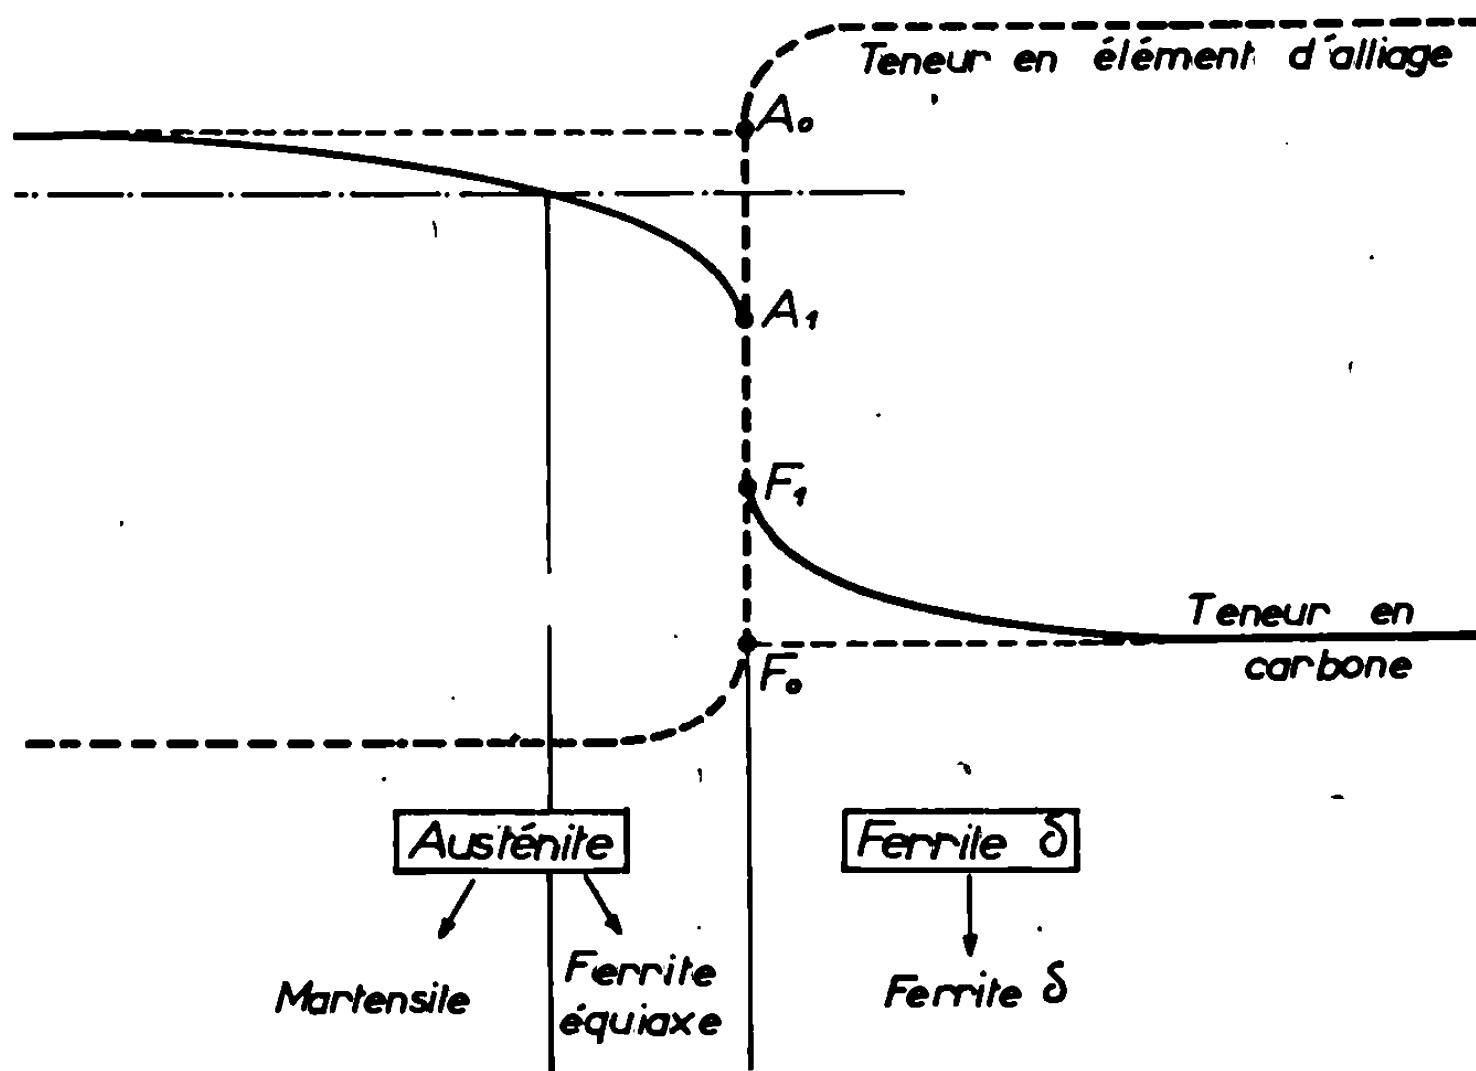 Teneur en élément d'alliage
A₀
A₁
F₁
Teneur en
carbone
F₀
Austénite
Ferrite δ
Martensite
Ferrite
équiaxe
Ferrite δ